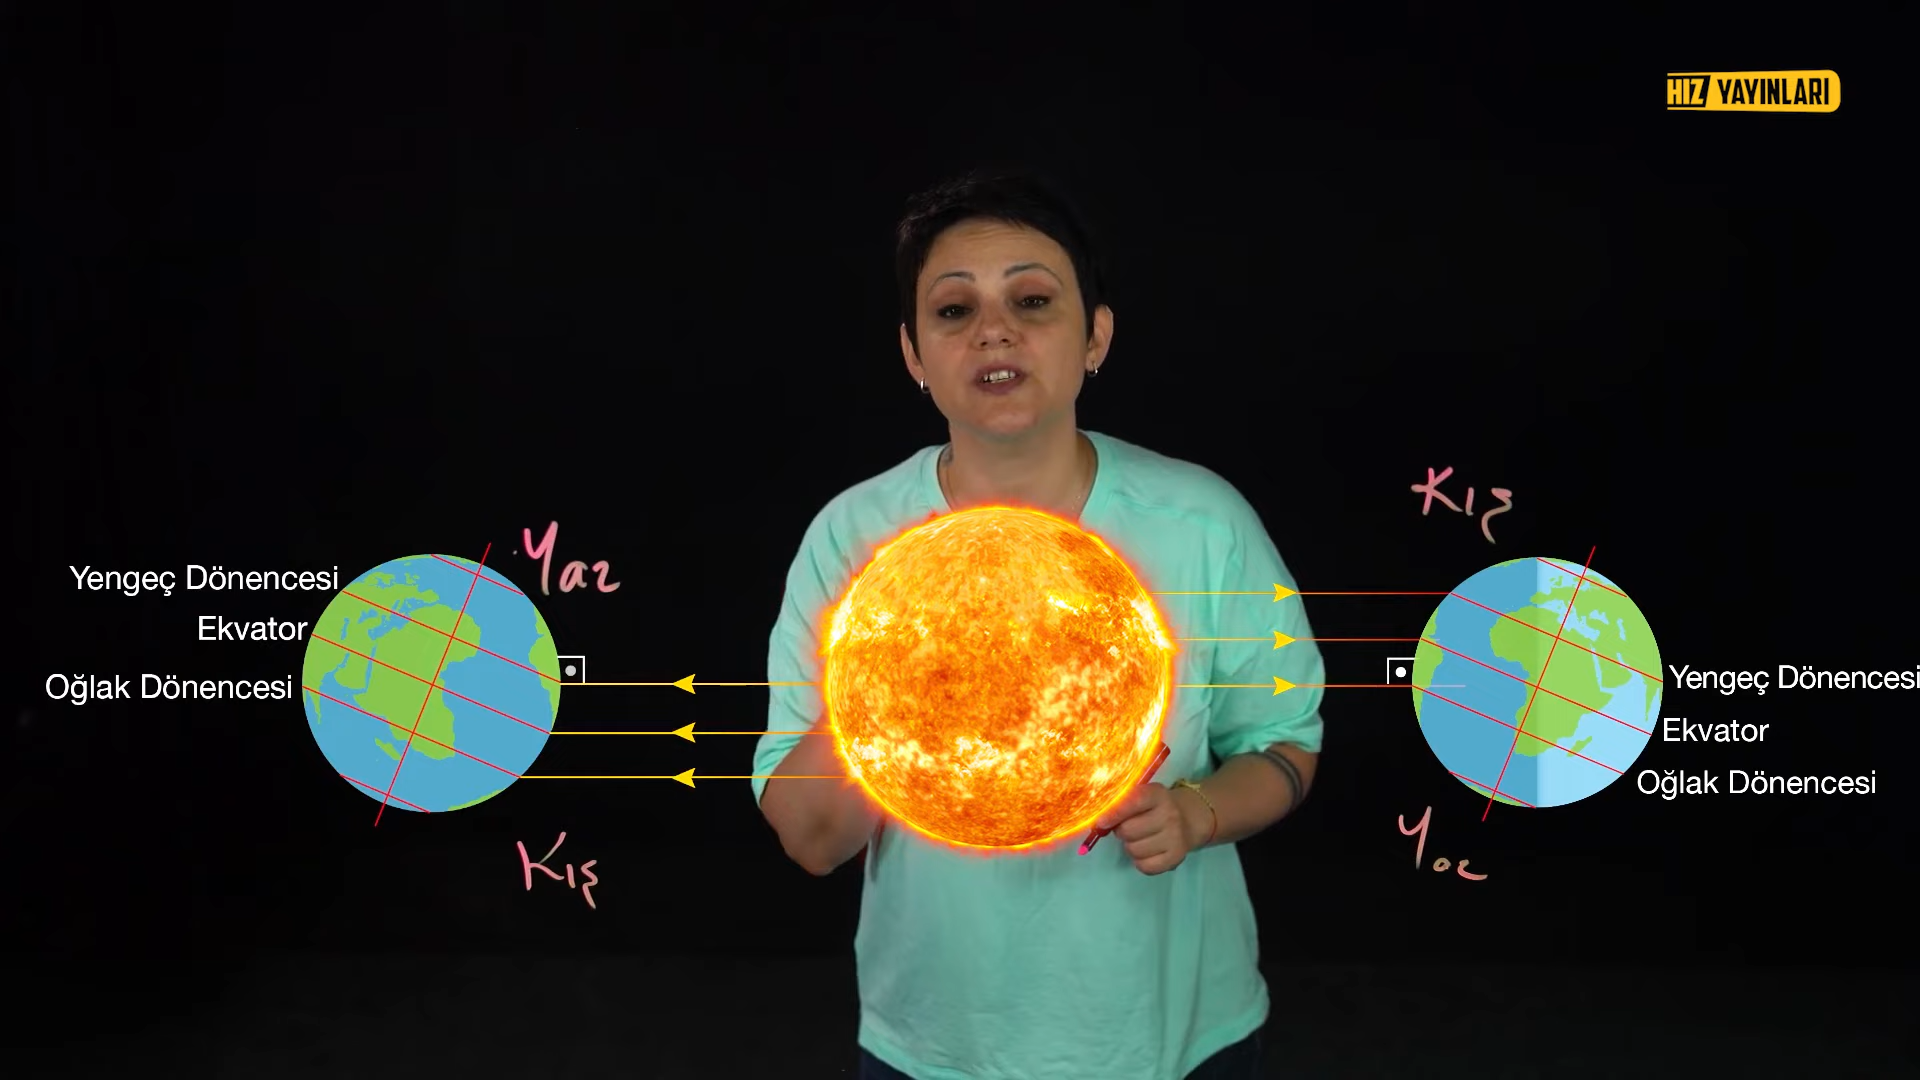 HIZ YAYINLARI
Kış
Yaz
Yengeç Dönencesi
Ekvator
Oğlak Dönencesi
Yengeç Dönencesi
Ekvator
Oğlak Dönencesi
Yaz
Kış